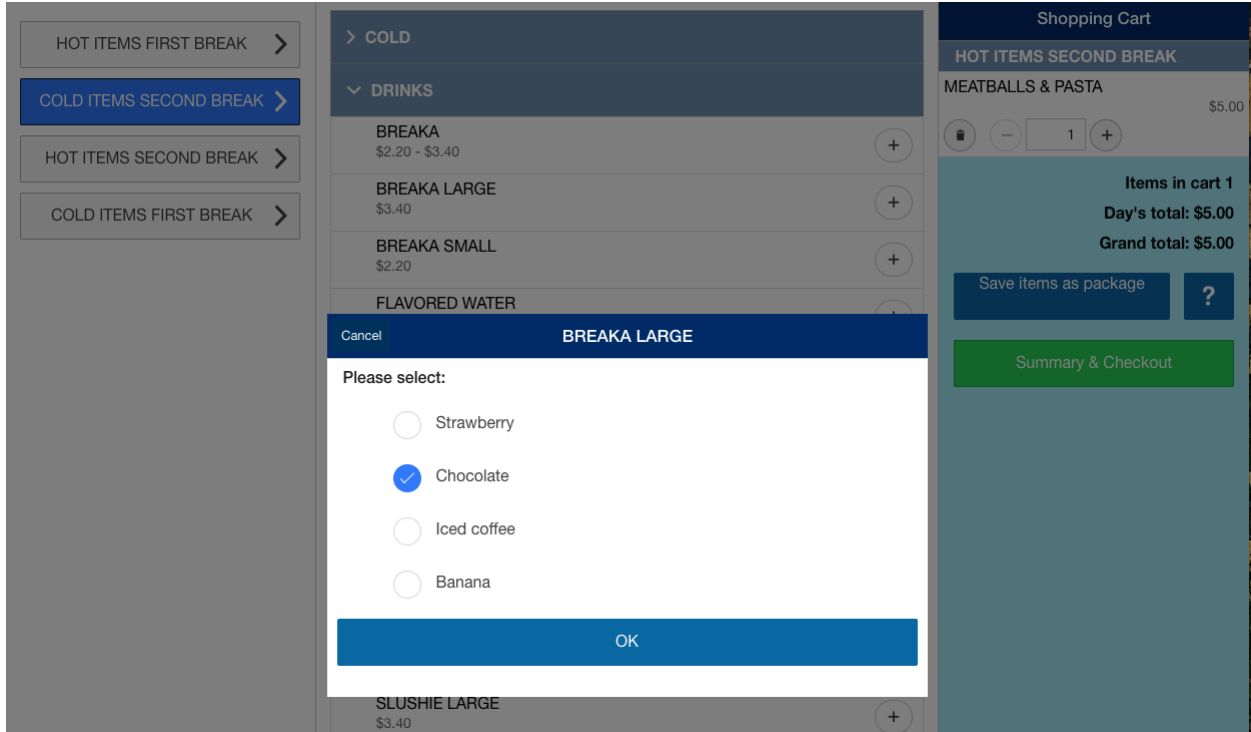 HOT ITEMS FIRST BREAK
COLD ITEMS SECOND BREAK
HOT ITEMS SECOND BREAK
COLD ITEMS FIRST BREAK
COLD
DRINKS
BREAKA
$2.20 - $3.40
BREAKA LARGE
$3.40
BREAKA SMALL
$2.20
FLAVORED WATER
Cancel
BREAKA LARGE
Please select:
Strawberry
Chocolate
Iced coffee
Banana
OK
SLUSHIE LARGE
$3.40
Shopping Cart
HOT ITEMS SECOND BREAK
MEATBALLS & PASTA
$5.00
1
Items in cart 1
Day's total: $5.00
Grand total: $5.00
Save items as package
?
Summary & Checkout